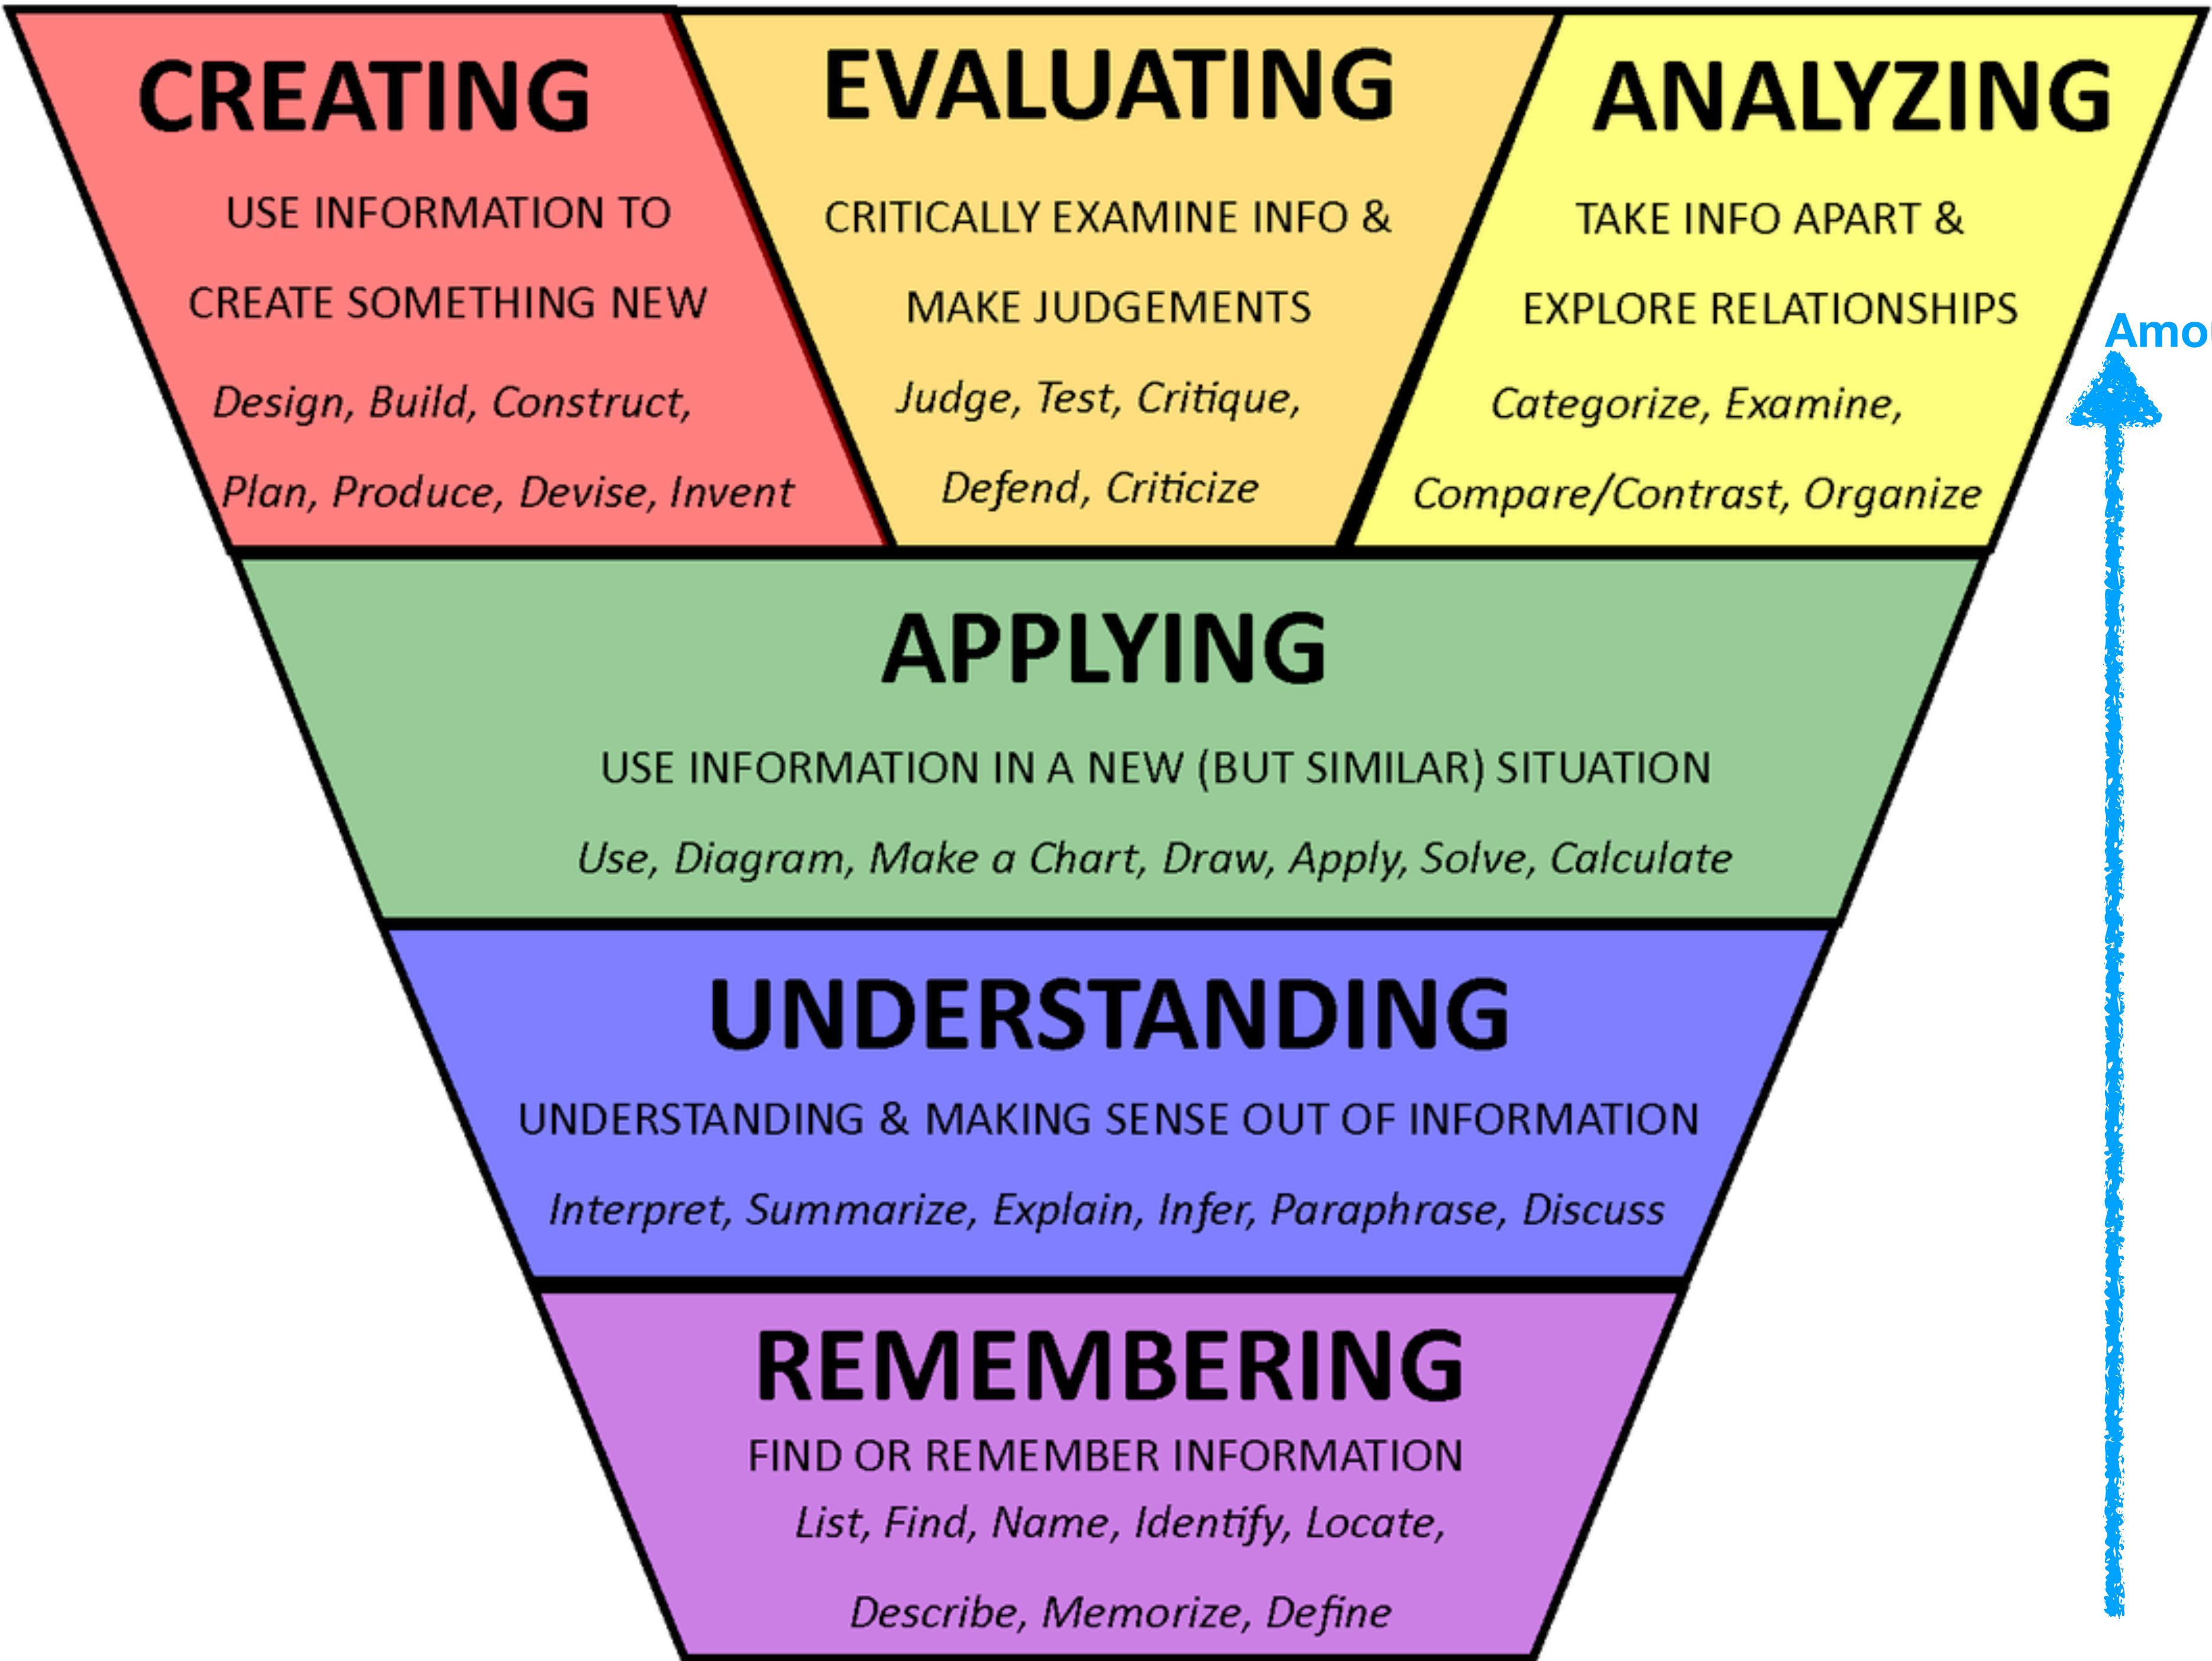 CREATING
USE INFORMATION TO
CREATE SOMETHING NEW
Design, Build, Construct,
Plan, Produce, Devise, Invent
EVALUATING
CRITICALLY EXAMINE INFO &
MAKE JUDGEMENTS
Judge, Test, Critique,
Defend, Criticize
ANALYZING
TAKE INFO APART &
EXPLORE RELATIONSHIPS
Categorize, Examine,
Compare/Contrast, Organize
APPLYING
USE INFORMATION IN A NEW (BUT SIMILAR) SITUATION
Use, Diagram, Make a Chart, Draw, Apply, Solve, Calculate
UNDERSTANDING
UNDERSTANDING & MAKING SENSE OUT OF INFORMATION
Interpret, Summarize, Explain, Infer, Paraphrase, Discuss
REMEMBERING
FIND OR REMEMBER INFORMATION
List, Find, Name, Identify, Locate,
Describe, Memorize, Define